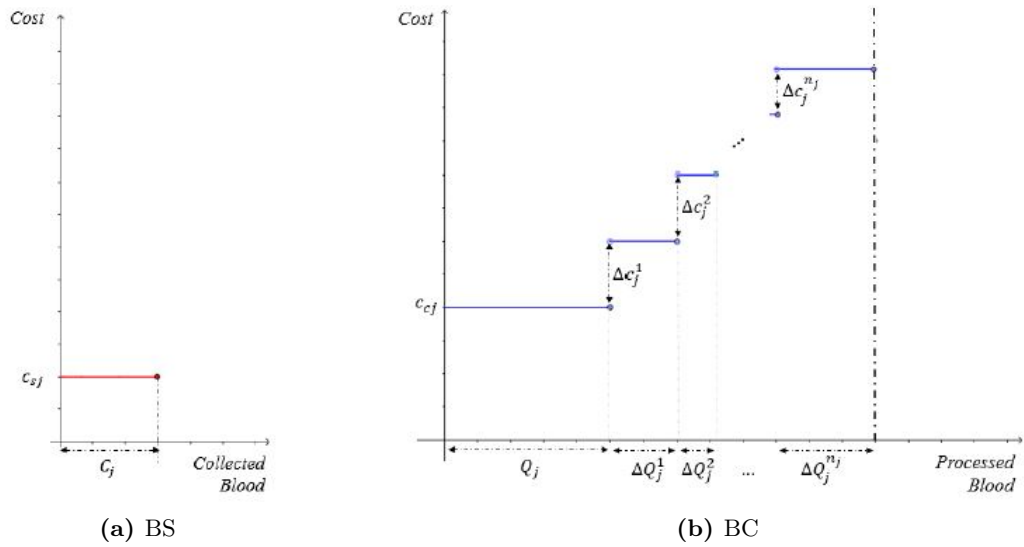 Cost
c_{sj}
C_j
Collected
Blood
(a) BS
Cost
Δc_j^{n_j}
Δc_j^2
Δc_j^1
c_{cj}
Q_j
ΔQ_j^1
ΔQ_j^2
...
ΔQ_j^{n_j}
Processed
Blood
(b) BC